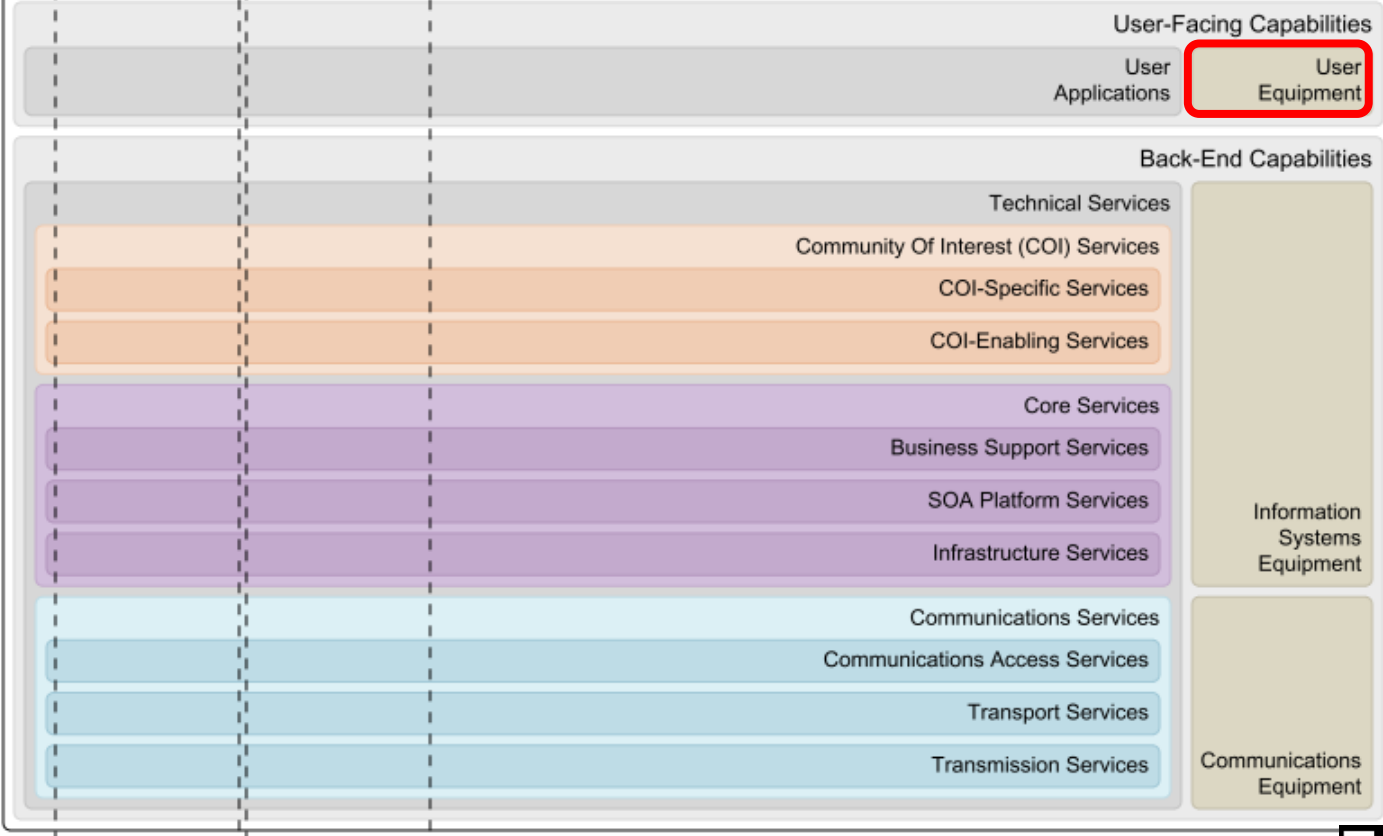 User-Facing Capabilities
User
Applications
User
Equipment
Back-End Capabilities
Technical Services
Community Of Interest (COI) Services
COI-Specific Services
COI-Enabling Services
Core Services
Business Support Services
SOA Platform Services
Infrastructure Services
Information
Systems
Equipment
Communications Services
Communications Access Services
Transport Services
Transmission Services
Communications
Equipment